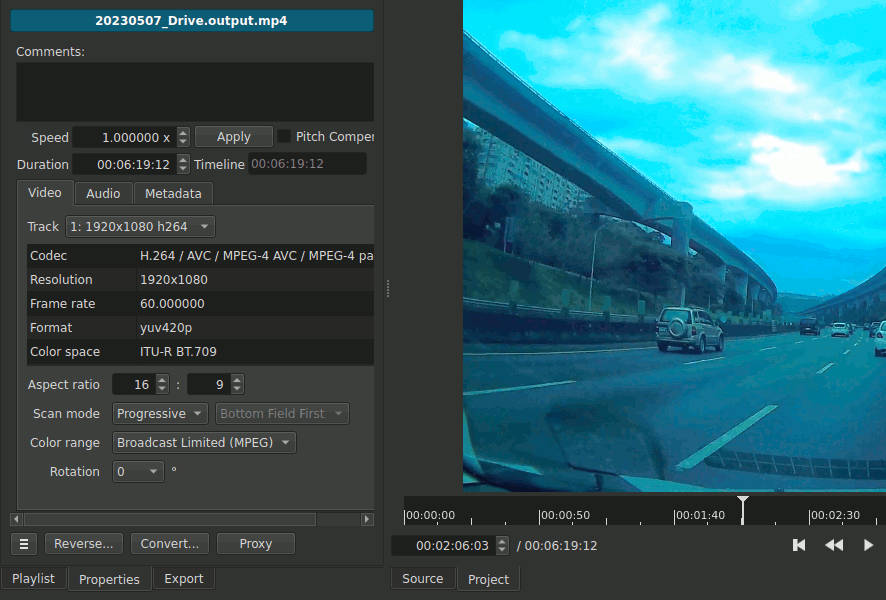 20230507_Drive.output.mp4
Comments:
Speed 1.000000 x Apply Pitch Comper
Duration 00:06:19:12 Timeline 00:06:19:12
Video Audio Metadata
Track 1: 1920x1080 h264
Codec H.264 / AVC / MPEG-4 AVC / MPEG-4 pa
Resolution 1920x1080
Frame rate 60.000000
Format yuv420p
Color space ITU-R BT.709
Aspect ratio 16 : 9
Scan mode Progressive Bottom Field First
Color range Broadcast Limited (MPEG)
Rotation 0 °
Reverse... Convert... Proxy
Playlist Properties Export
00:00:00 00:00:50 00:01:40 00:02:30
00:02:06:03 / 00:06:19:12
Source Project